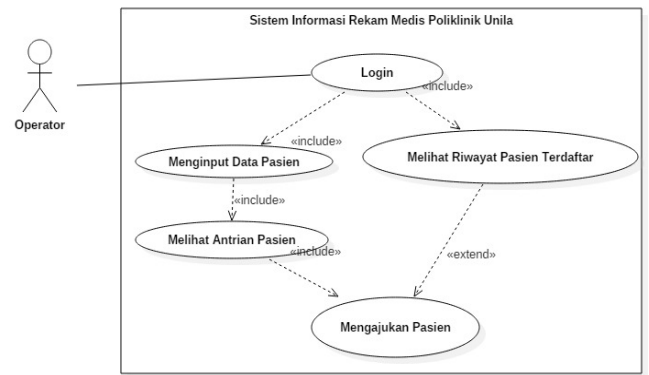 Sistem Informasi Rekam Medis Poliklinik Unila
Login
«include»
Operator
«include»
Menginput Data Pasien
Melihat Riwayat Pasien Terdaftar
«include»
Melihat Antrian Pasien
«include»
«extend»
Mengajukan Pasien